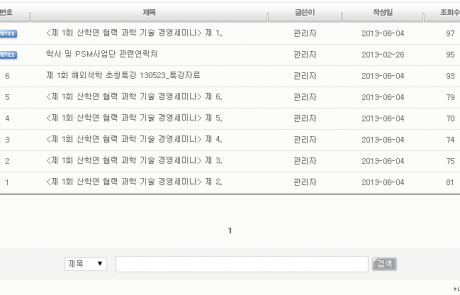 번호 제목 글쓴이 작성일 조회수
NOTICE <제 1회 산학연 협력 과학 기술 경영세미나> 제 1.. 관리자 2013-06-04 97
NOTICE 학사 및 PSM사업단 관련연락처 관리자 2013-02-26 95
6 제 1회 해외석학 초청특강 130523_특강자료 관리자 2013-06-04 93
5 <제 1회 산학연 협력 과학 기술 경영세미나> 제 6.. 관리자 2013-06-04 79
4 <제 1회 산학연 협력 과학 기술 경영세미나> 제 5.. 관리자 2013-06-04 70
3 <제 1회 산학연 협력 과학 기술 경영세미나> 제 4.. 관리자 2013-06-04 74
2 <제 1회 산학연 협력 과학 기술 경영세미나> 제 3.. 관리자 2013-06-04 75
1 <제 1회 산학연 협력 과학 기술 경영세미나> 제 2.. 관리자 2013-06-04 81
1
제목 ▼ 검색